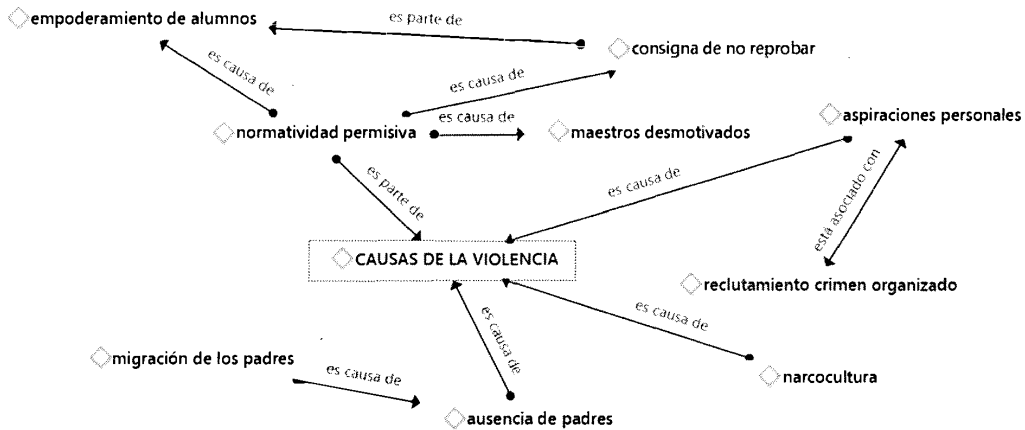 empoderamiento de alumnos
es parte de
consigna de no reprobar
es causa de
es causa de
normatividad permisiva
es causa de
maestros desmotivados
aspiraciones personales
es parte de
es causa de
está asociado con
CAUSAS DE LA VIOLENCIA
reclutamiento crimen organizado
es causa de
es causa de
migración de los padres
es causa de
narcocultura
ausencia de padres